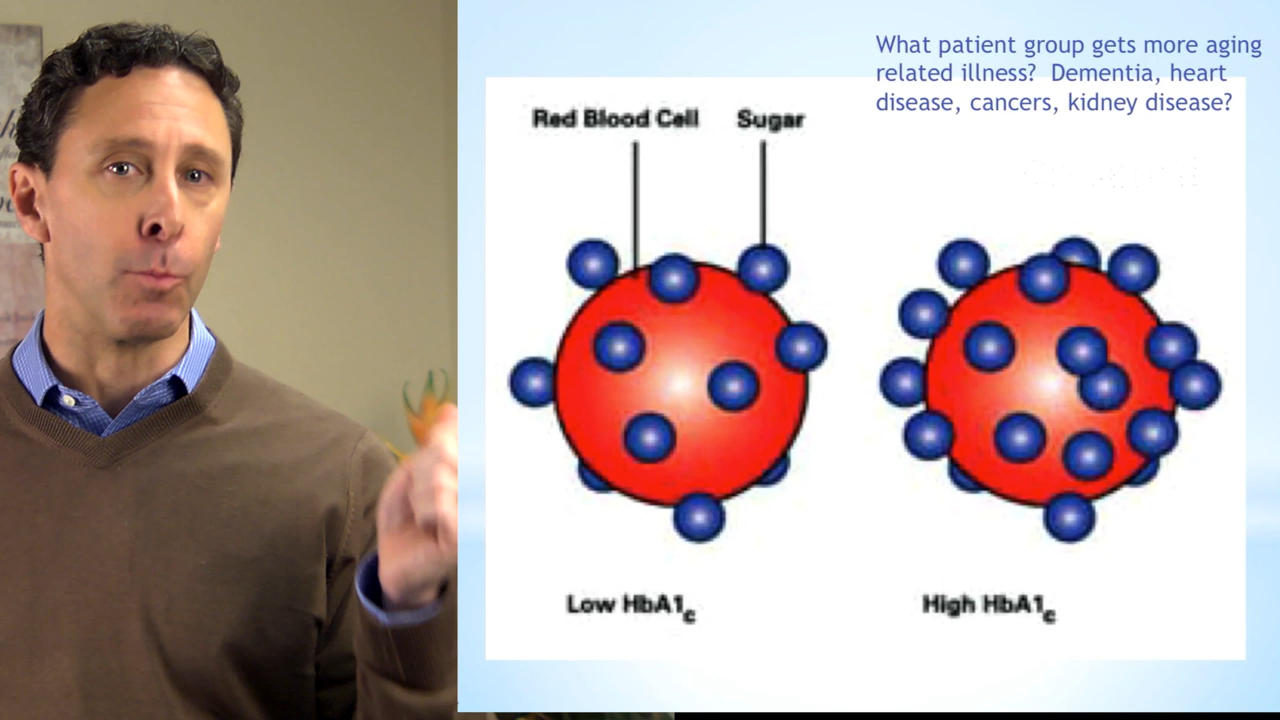 What patient group gets more aging
related illness? Dementia, heart
disease, cancers, kidney disease?
Red Blood Cell
Sugar
Low HbA1c
High HbA1c